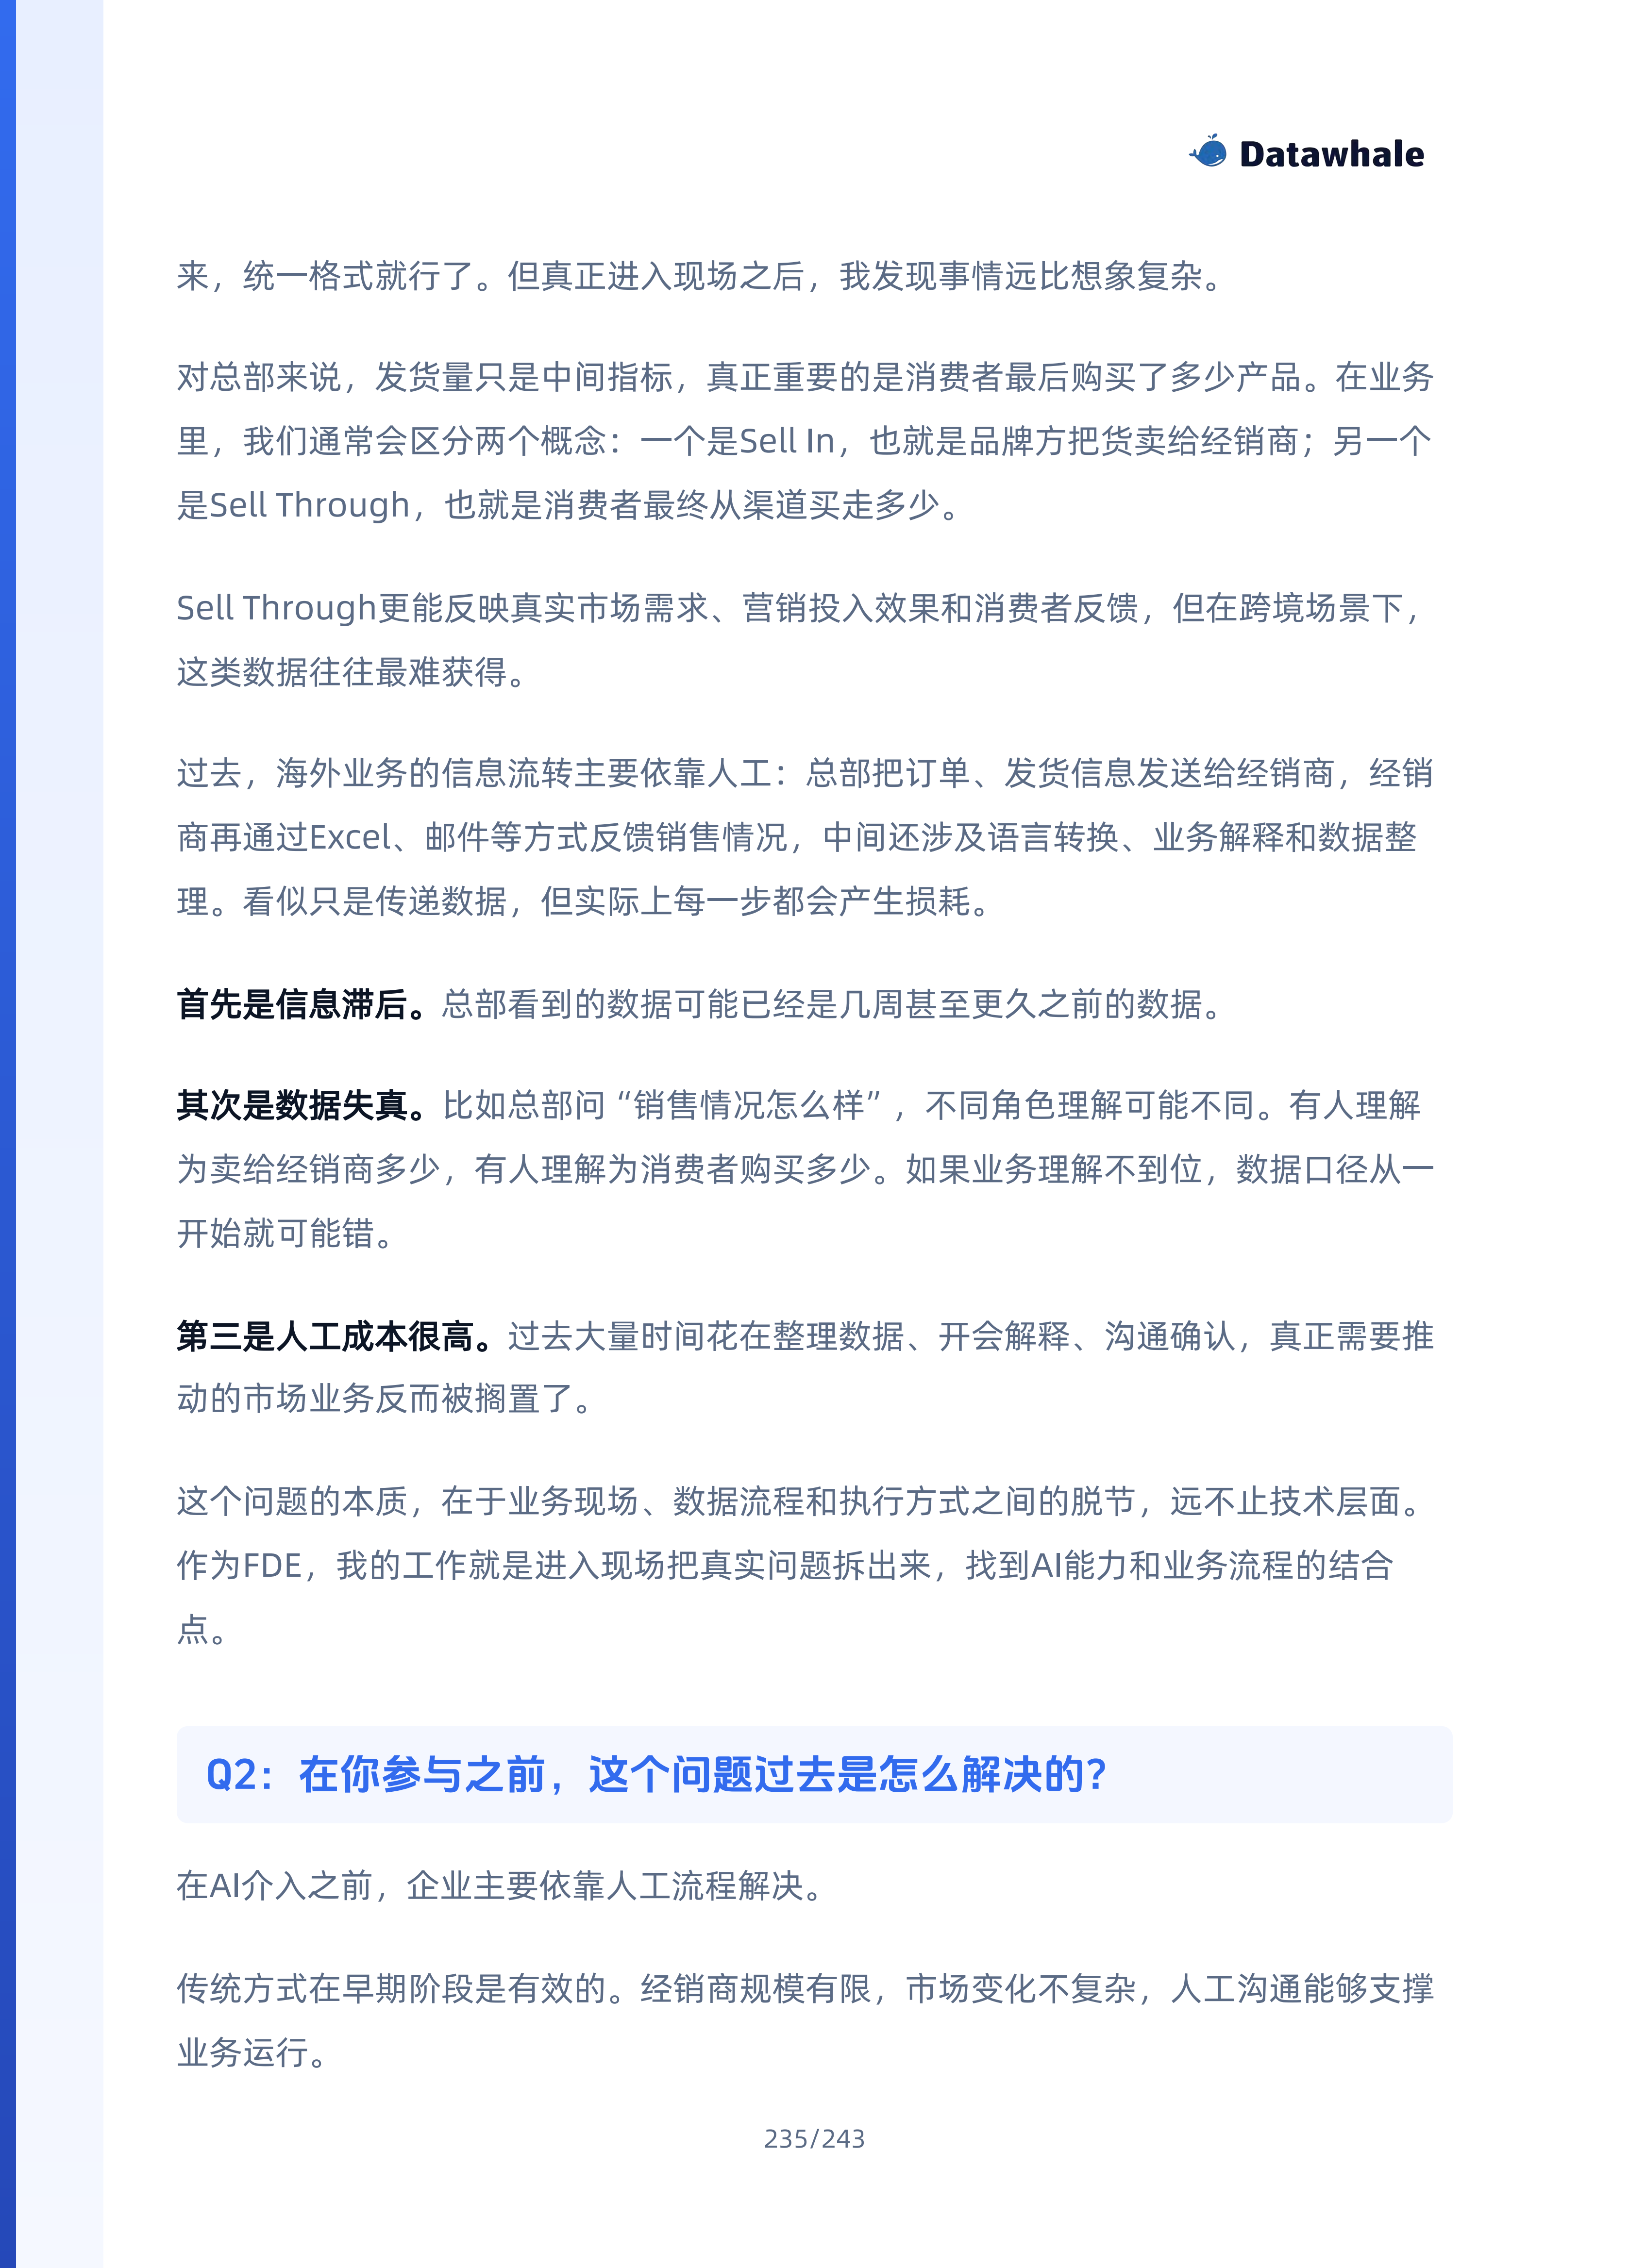 Datawhale
来，统一格式就行了。但真正进入现场之后，我发现事情远比想象复杂。
对总部来说，发货量只是中间指标，真正重要的是消费者最后购买了多少产品。在业务
里，我们通常会区分两个概念：一个是Sell In，也就是品牌方把货卖给经销商；另一个
是Sell Through，也就是消费者最终从渠道买走多少。
Sell Through更能反映真实市场需求、营销投入效果和消费者反馈，但在跨境场景下，
这类数据往往最难获得。
过去，海外业务的信息流转主要依靠人工：总部把订单、发货信息发送给经销商，经销
商再通过Excel、邮件等方式反馈销售情况，中间还涉及语言转换、业务解释和数据整
理。看似只是传递数据，但实际上每一步都会产生损耗。
首先是信息滞后。总部看到的数据可能已经是几周甚至更久之前的数据。
其次是数据失真。比如总部问“销售情况怎么样”，不同角色理解可能不同。有人理解
为卖给经销商多少，有人理解为消费者购买多少。如果业务理解不到位，数据口径从一
开始就可能错。
第三是人工成本很高。过去大量时间花在整理数据、开会解释、沟通确认，真正需要推
动的市场业务反而被搁置了。
这个问题的本质，在于业务现场、数据流程和执行方式之间的脱节，远不止技术层面。
作为FDE，我的工作就是进入现场把真实问题拆出来，找到AI能力和业务流程的结合
点。
Q2：在你参与之前，这个问题过去是怎么解决的？
在AI介入之前，企业主要依靠人工流程解决。
传统方式在早期阶段是有效的。经销商规模有限，市场变化不复杂，人工沟通能够支撑
业务运行。
235/243